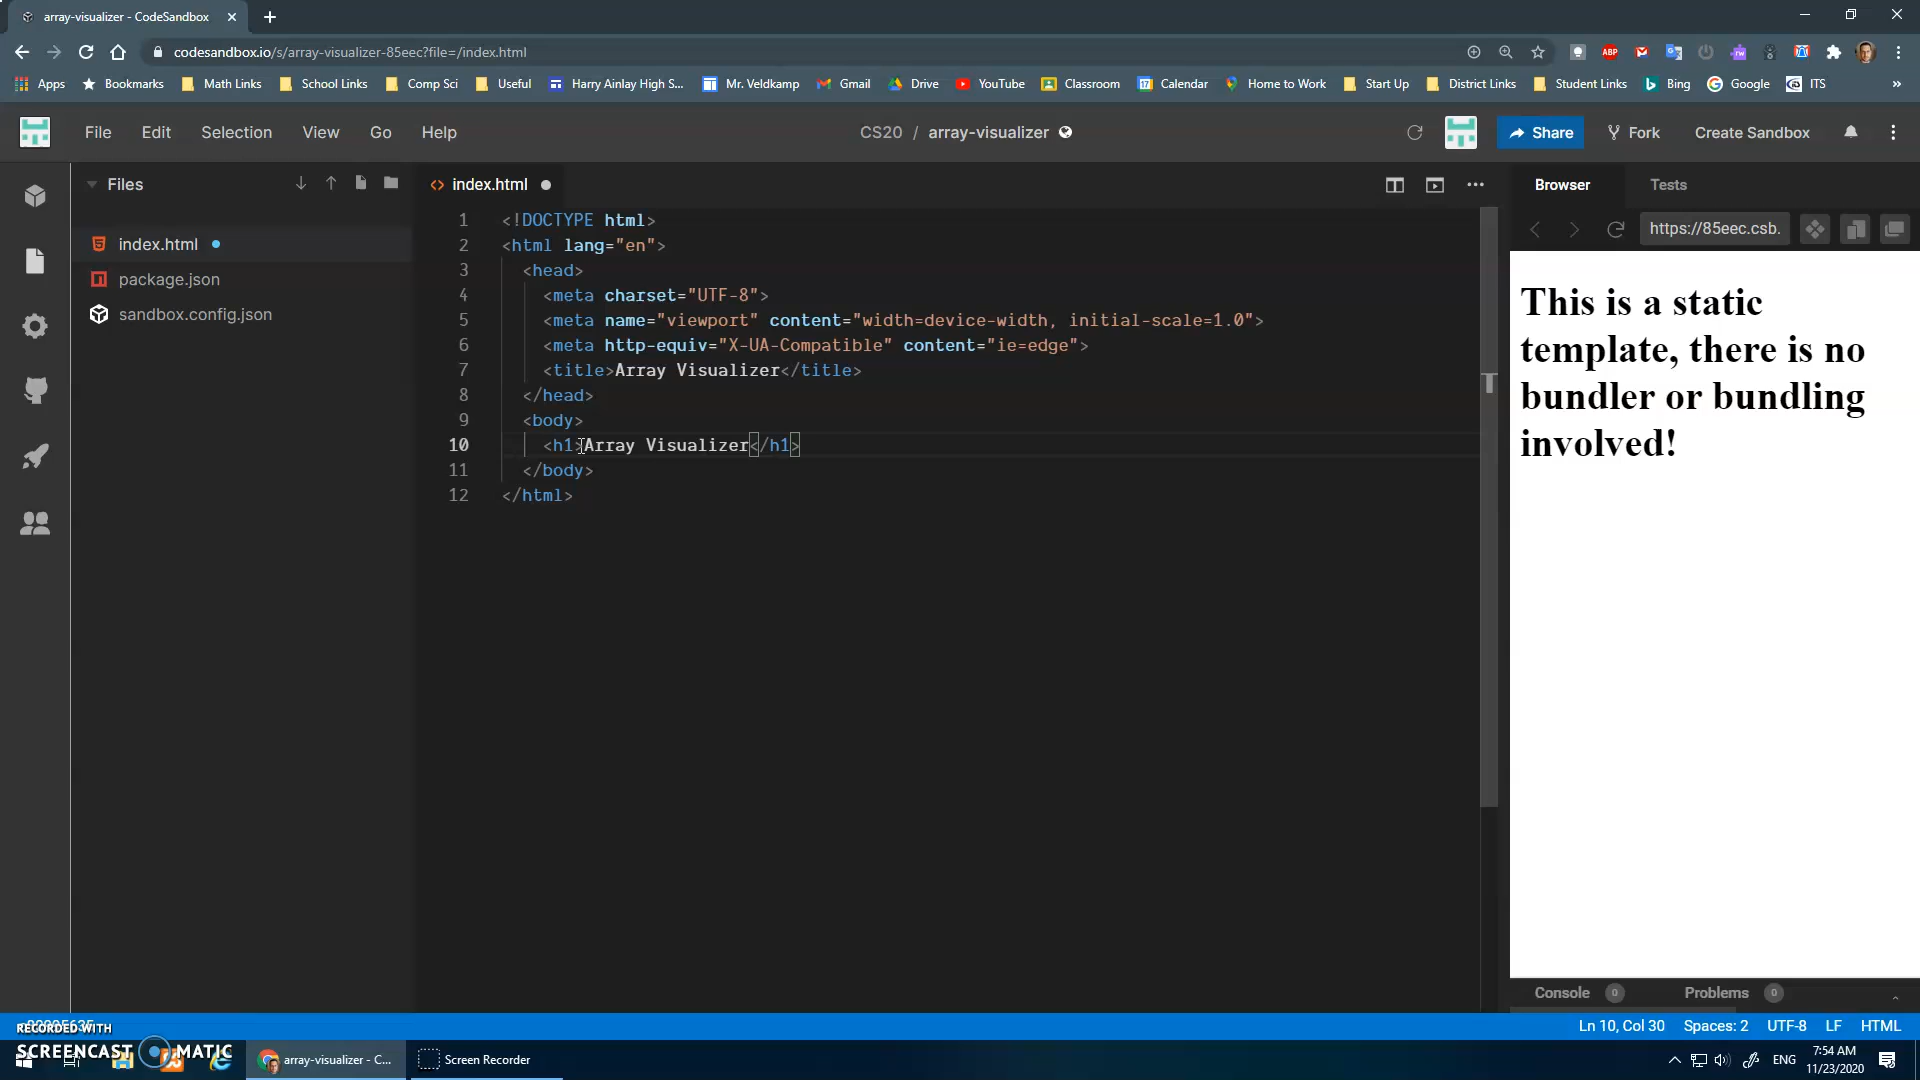 array-visualizer - CodeSandbox
codesandbox.io/s/array-visualizer-85eec?file=/index.html
ABP
Apps Bookmarks Math Links School Links Comp Sci Useful Harry Ainlay High S... Mr. Veldkamp Gmail Drive YouTube Classroom Calendar Home to Work Start Up District Links Student Links Bing Google ITS »
File Edit Selection View Go Help CS20 / array-visualizer Share Fork Create Sandbox
Files index.html Browser Tests
https://85eec.csb.
index.html
package.json
sandbox.config.json
1 <!DOCTYPE html>
2 <html lang="en">
3 <head>
4 <meta charset="UTF-8">
5 <meta name="viewport" content="width=device-width, initial-scale=1.0">
6 <meta http-equiv="X-UA-Compatible" content="ie=edge">
7 <title>Array Visualizer</title>
8 </head>
9 <body>
10 <h1>Array Visualizer</h1>
11 </body>
12 </html>
This is a static
template, there is no
bundler or bundling
involved!
Console 0 Problems 0
Ln 10, Col 30 Spaces: 2 UTF-8 LF HTML
RECORDED WITH
SCREENCAST MATIC
array-visualizer - C... Screen Recorder ENG 7:54 AM
11/23/2020